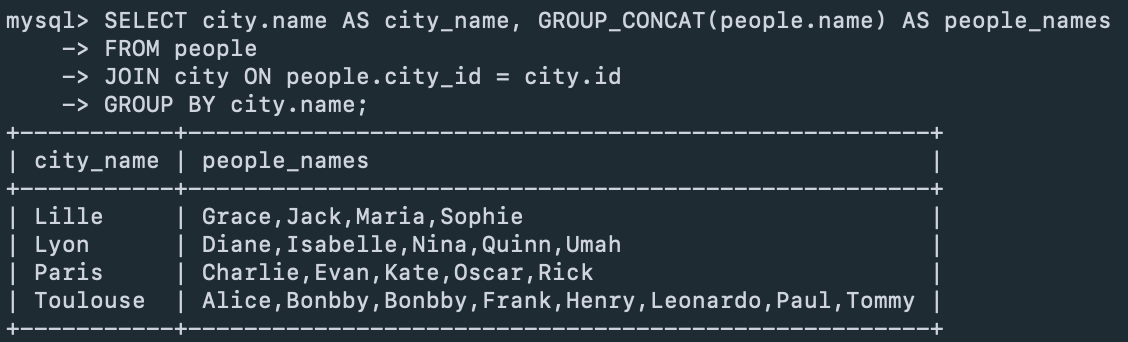 mysql> SELECT city.name AS city_name, GROUP_CONCAT(people.name) AS people_names
    -> FROM people
    -> JOIN city ON people.city_id = city.id
    -> GROUP BY city.name;
+-----------+-----------------------------------------------------+
| city_name | people_names                                        |
+-----------+-----------------------------------------------------+
| Lille     | Grace,Jack,Maria,Sophie                             |
| Lyon      | Diane,Isabelle,Nina,Quinn,Umah                      |
| Paris     | Charlie,Evan,Kate,Oscar,Rick                        |
| Toulouse  | Alice,Bonbby,Bonbby,Frank,Henry,Leonardo,Paul,Tommy |
+-----------+-----------------------------------------------------+